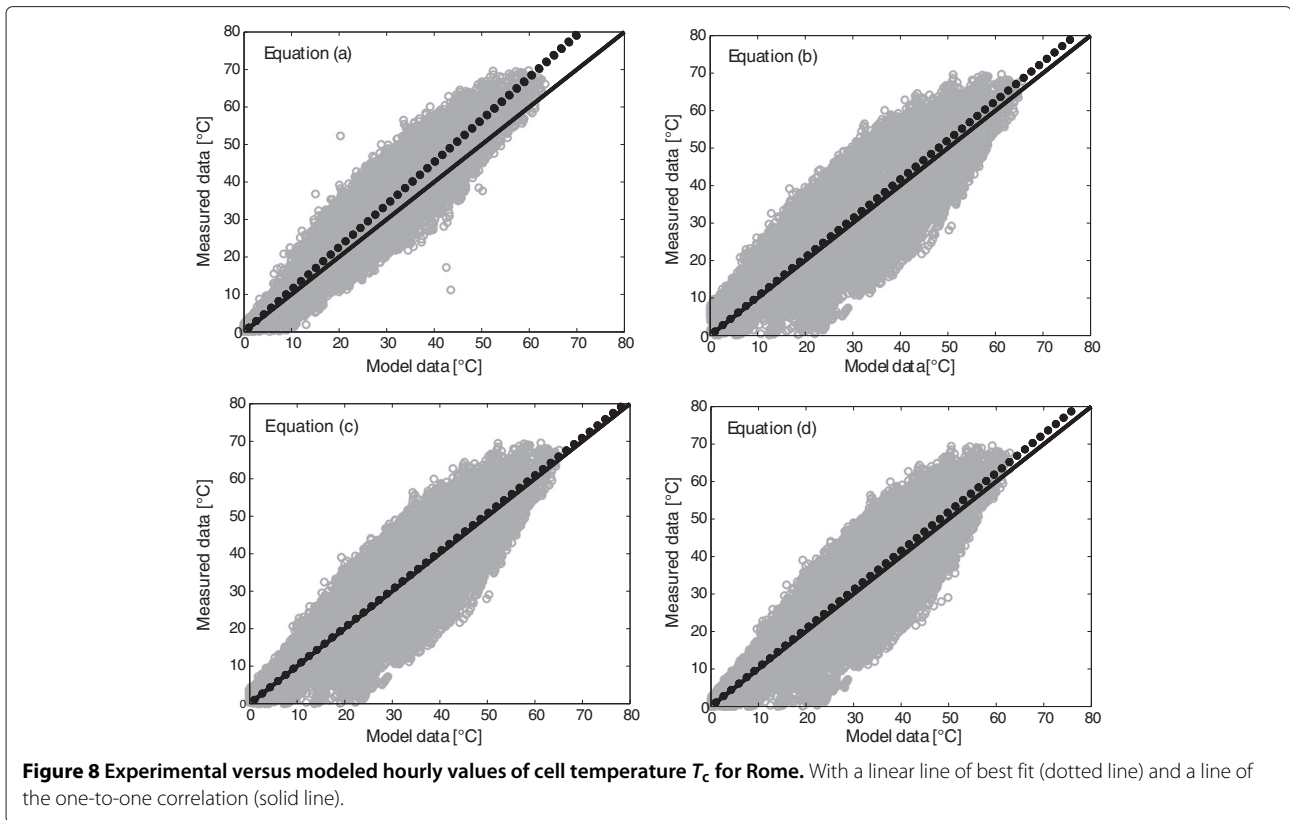 80
70
60
50
40
30
20
10
0
Measured data [°C]
Equation (a)
0 10 20 30 40 50 60 70 80
Model data [°C]
80
70
60
50
40
30
20
10
0
Measured data [°C]
Equation (b)
0 10 20 30 40 50 60 70 80
Model data[°C]
80
70
60
50
40
30
20
10
0
Measured data [°C]
Equation (c)
0 10 20 30 40 50 60 70 80
Model data [°C]
80
70
60
50
40
30
20
10
0
Measured data [°C]
Equation (d)
0 10 20 30 40 50 60 70 80
Model data [°C]
Figure 8 Experimental versus modeled hourly values of cell temperature Tc for Rome. With a linear line of best fit (dotted line) and a line of
the one-to-one correlation (solid line).